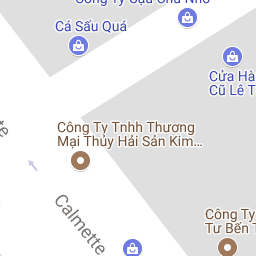 Cá Sấu Quá
Cửa Hà
Cũ Lê T
Công Ty Tnhh Thương
Mại Thủy Hải Sản Kim...
Calmette
Công Ty
Tư Bến T